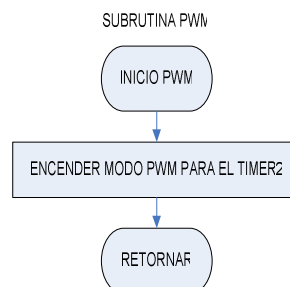 SUBRUTINA PWM
INICIO PWM
ENCENDER MODO PWM PARA EL TIMER2
RETORNAR